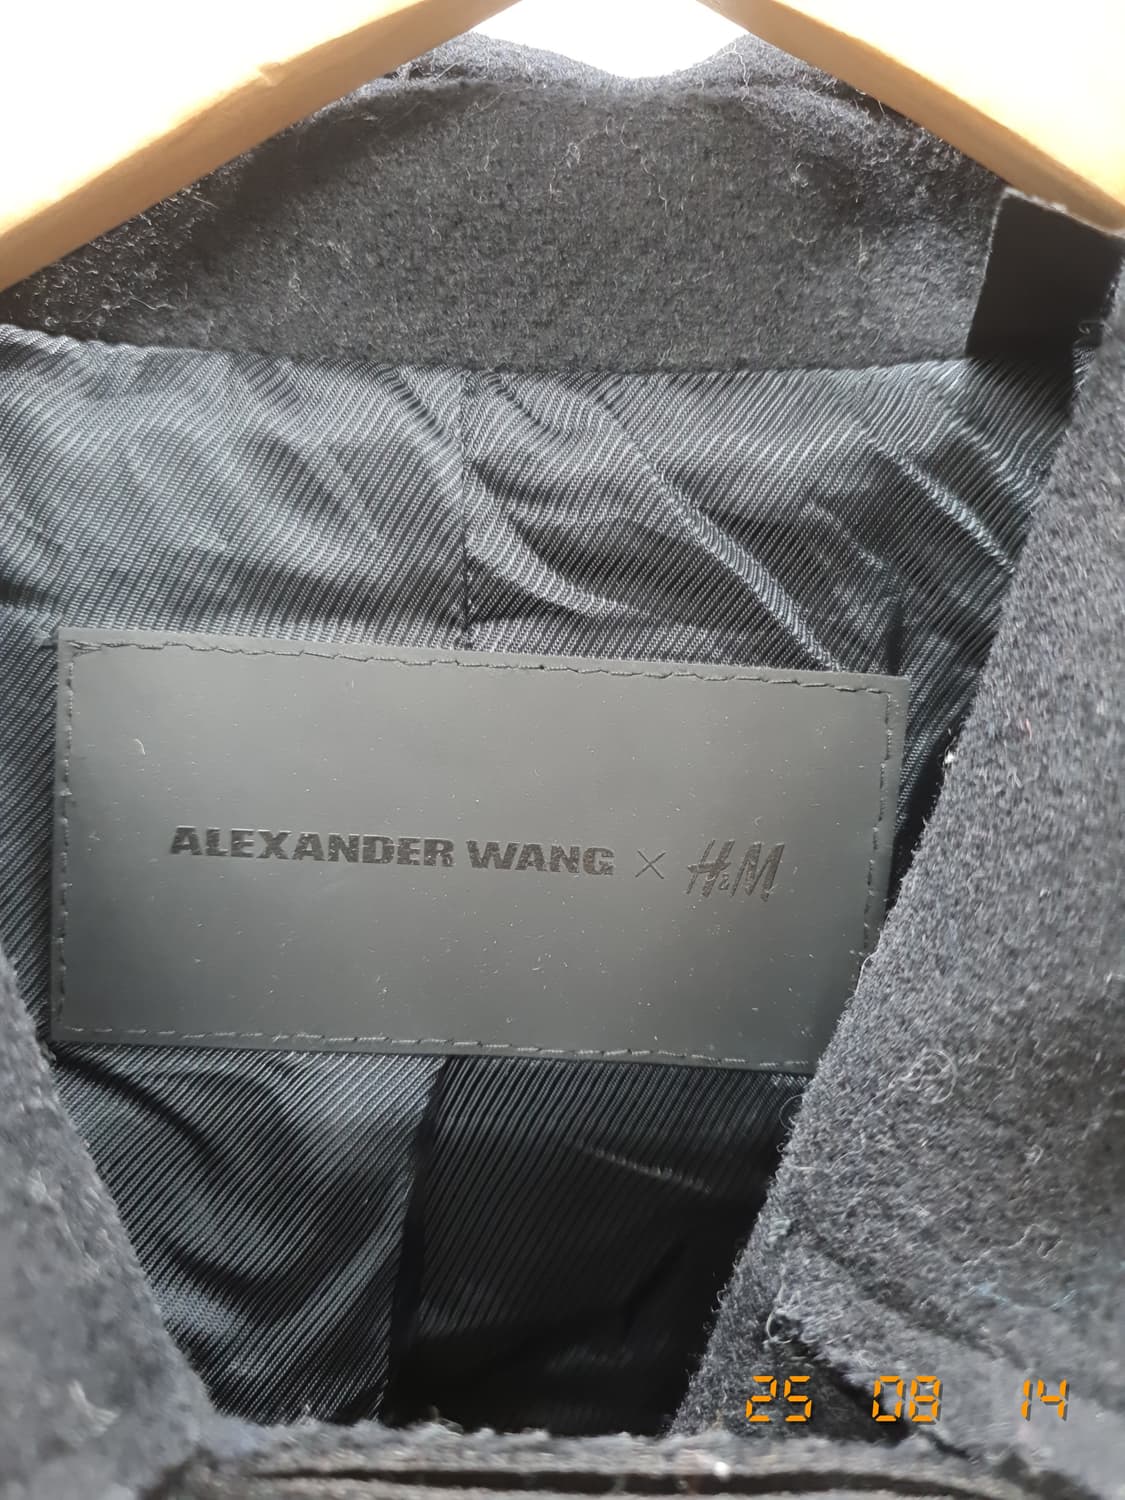 ALEXANDER WANG × H&M
25 08 14